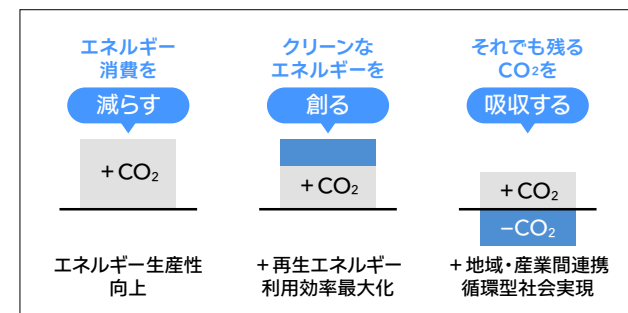 エネルギー
消費を
減らす
+CO₂
エネルギー生産性
向上
クリーンな
エネルギーを
創る
+CO₂
+再生エネルギー
利用効率最大化
それでも残る
CO₂を
吸収する
+CO₂
−CO₂
+地域・産業間連携
循環型社会実現